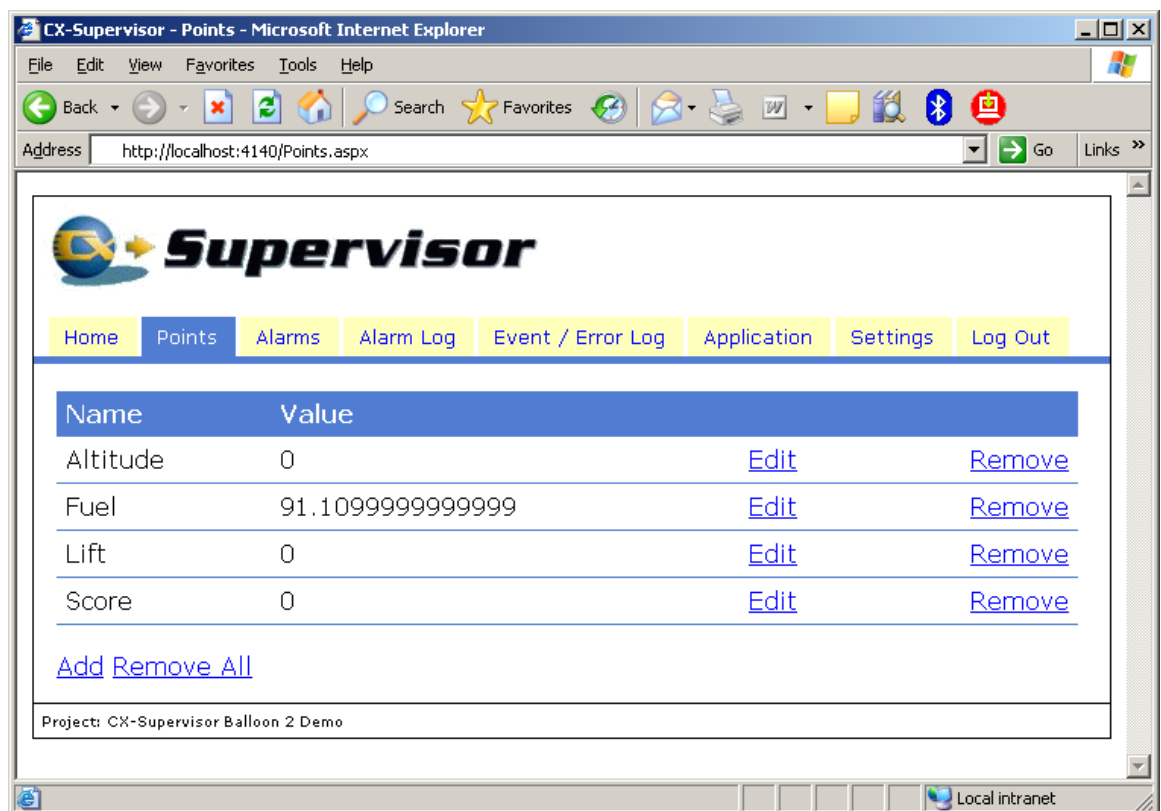 CX-Supervisor - Points - Microsoft Internet Explorer
File Edit View Favorites Tools Help
Back Search Favorites W
Address http://localhost:4140/Points.aspx Go Links »
CX Supervisor
Home Points Alarms Alarm Log Event / Error Log Application Settings Log Out
Name Value
Altitude 0 Edit Remove
Fuel 91.1099999999999 Edit Remove
Lift 0 Edit Remove
Score 0 Edit Remove
Add Remove All
Project: CX-Supervisor Balloon 2 Demo
Local intranet